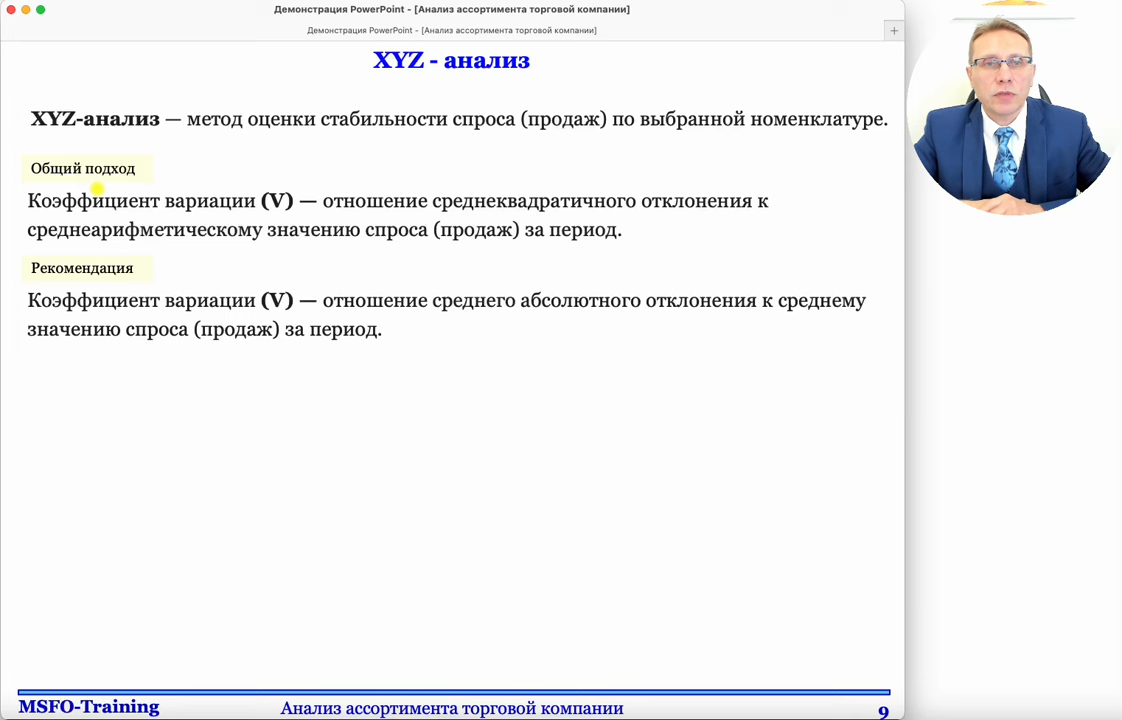 Демонстрация PowerPoint - [Анализ ассортимента торговой компании]
Демонстрация PowerPoint - [Анализ ассортимента торговой компании]
XYZ - анализ
XYZ-анализ — метод оценки стабильности спроса (продаж) по выбранной номенклатуре.
Общий подход
Коэффициент вариации (V) — отношение среднеквадратичного отклонения к
среднеарифметическому значению спроса (продаж) за период.
Рекомендация
Коэффициент вариации (V) — отношение среднего абсолютного отклонения к среднему
значению спроса (продаж) за период.
MSFO-Training
Анализ ассортимента торговой компании
9